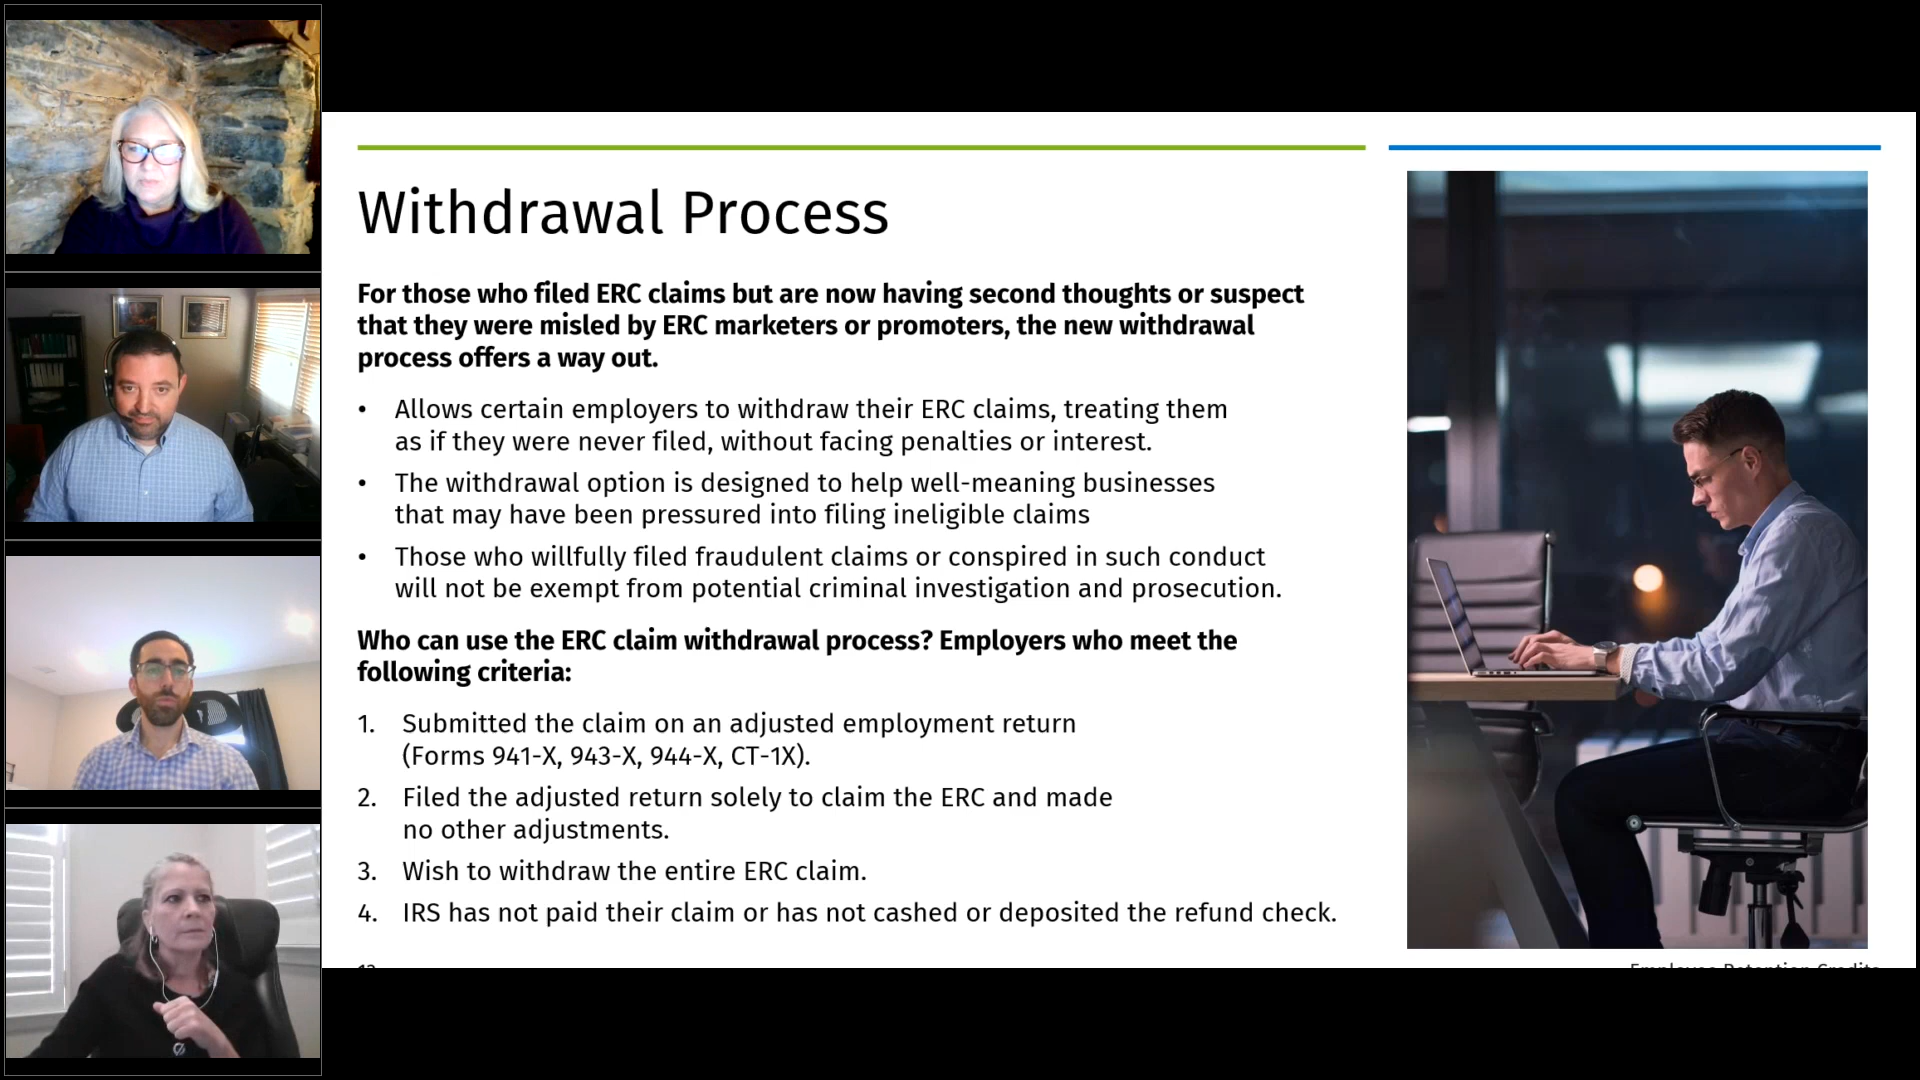 Withdrawal Process
For those who filed ERC claims but are now having second thoughts or suspect
that they were misled by ERC marketers or promoters, the new withdrawal
process offers a way out.
• Allows certain employers to withdraw their ERC claims, treating them
as if they were never filed, without facing penalties or interest.
• The withdrawal option is designed to help well-meaning businesses
that may have been pressured into filing ineligible claims
• Those who willfully filed fraudulent claims or conspired in such conduct
will not be exempt from potential criminal investigation and prosecution.
Who can use the ERC claim withdrawal process? Employers who meet the
following criteria:
1. Submitted the claim on an adjusted employment return
(Forms 941-X, 943-X, 944-X, CT-1X).
2. Filed the adjusted return solely to claim the ERC and made
no other adjustments.
3. Wish to withdraw the entire ERC claim.
4. IRS has not paid their claim or has not cashed or deposited the refund check.
Employee Retention Credits